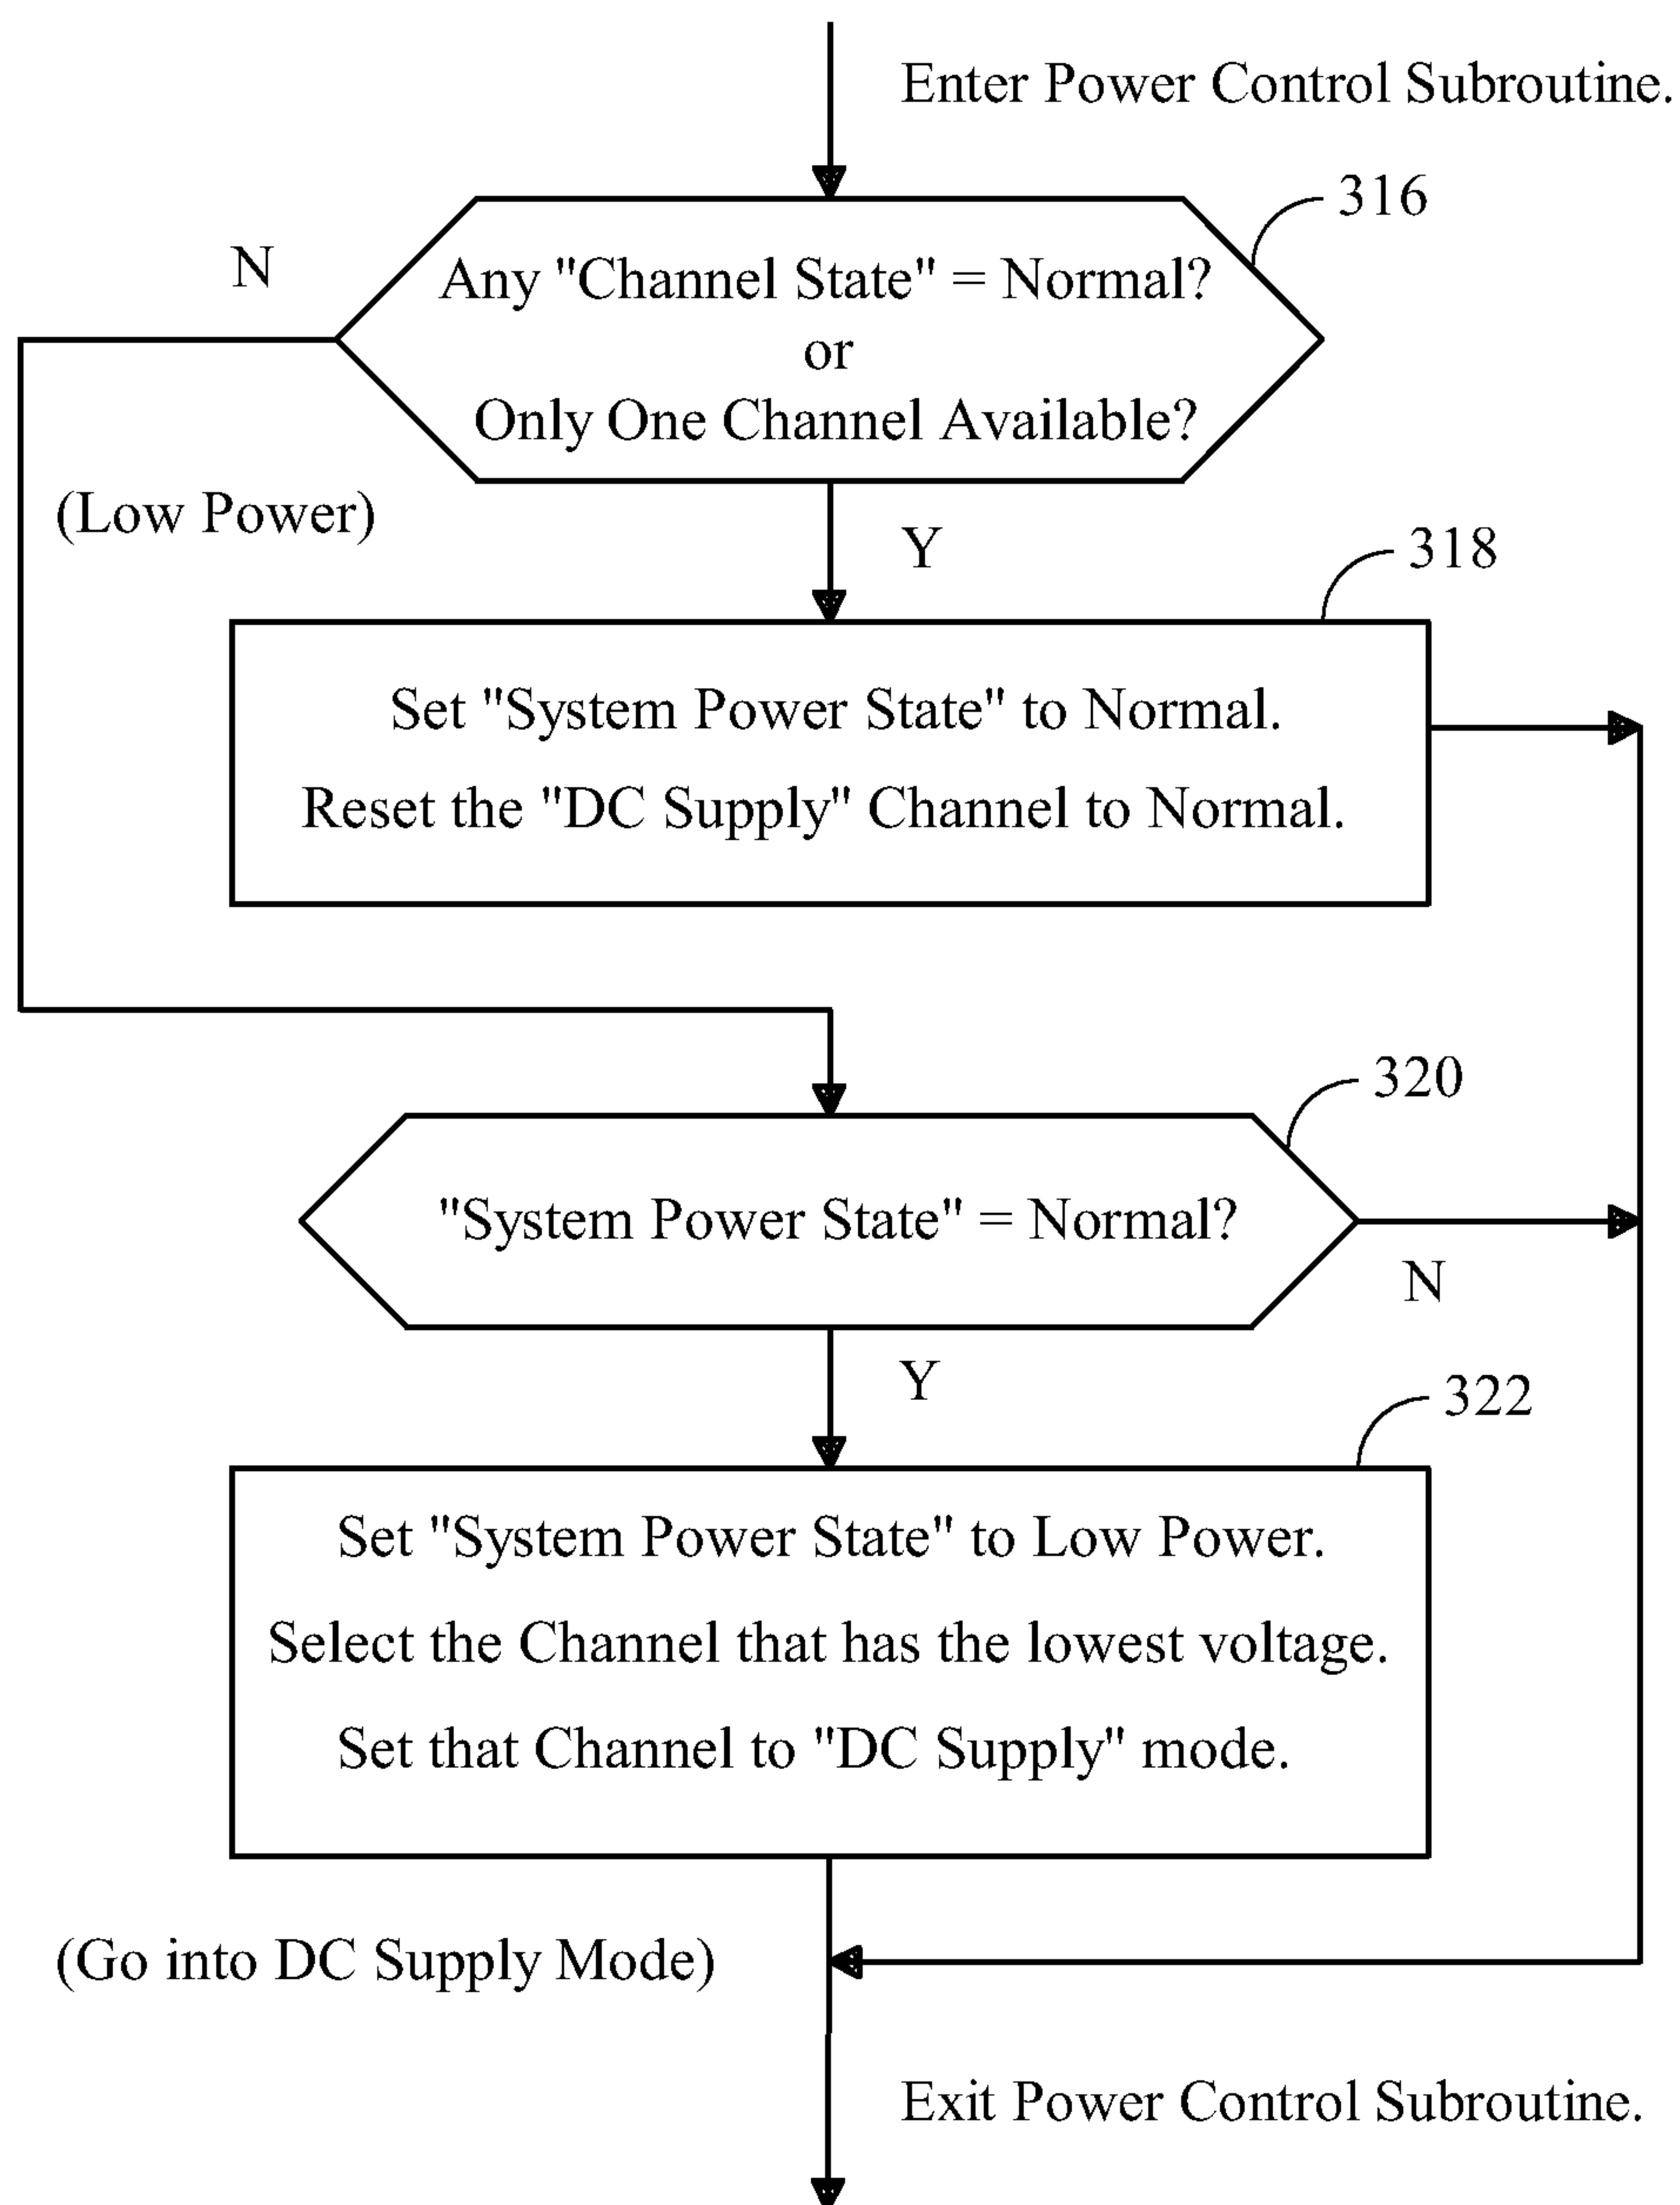 Enter Power Control Subroutine.
316
N
Any "Channel State" = Normal?
or
Only One Channel Available?
(Low Power)
Y
318
Set "System Power State" to Normal.
Reset the "DC Supply" Channel to Normal.
320
"System Power State" = Normal?
N
Y
322
Set "System Power State" to Low Power.
Select the Channel that has the lowest voltage.
Set that Channel to "DC Supply" mode.
(Go into DC Supply Mode)
Exit Power Control Subroutine.